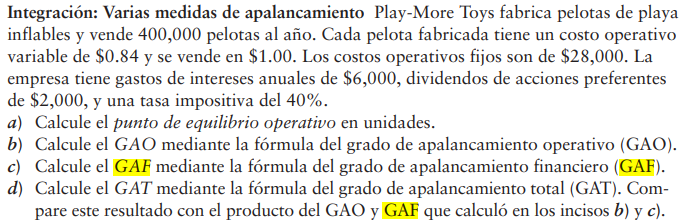 Integración: Varias medidas de apalancamiento Play-More Toys fabrica pelotas de playa
inflables y vende 400,000 pelotas al año. Cada pelota fabricada tiene un costo operativo
variable de $0.84 y se vende en $1.00. Los costos operativos fijos son de $28,000. La
empresa tiene gastos de intereses anuales de $6,000, dividendos de acciones preferentes
de $2,000, y una tasa impositiva del 40%.
a) Calcule el punto de equilibrio operativo en unidades.
b) Calcule el GAO mediante la fórmula del grado de apalancamiento operativo (GAO).
c) Calcule el GAF mediante la fórmula del grado de apalancamiento financiero (GAF).
d) Calcule el GAT mediante la fórmula del grado de apalancamiento total (GAT). Com-
pare este resultado con el producto del GAO y GAF que calculó en los incisos b) y c).